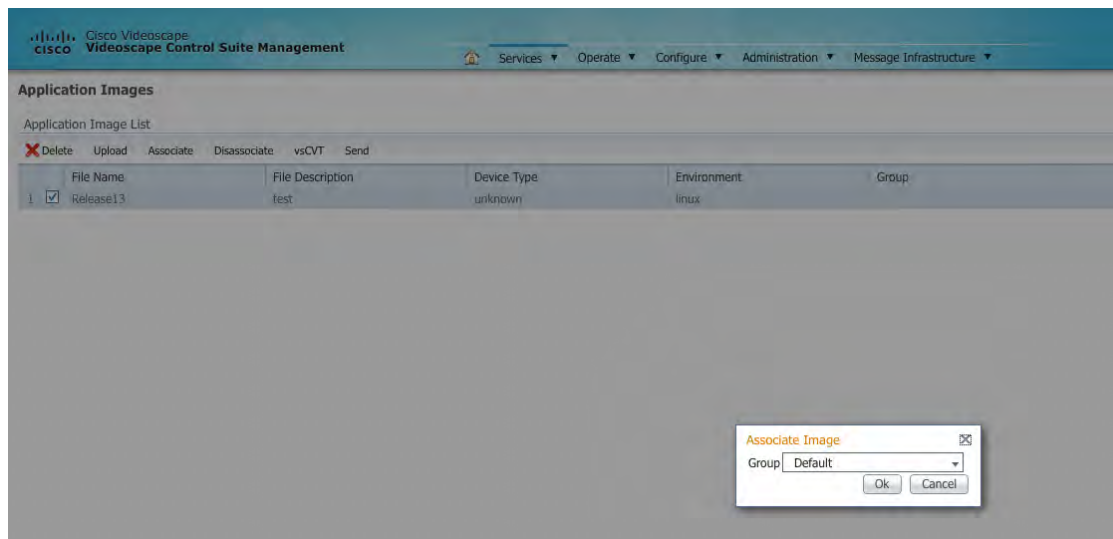 Cisco Videoscape
CISCO Videoscape Control Suite Management
Services Operate Configure Administration Message Infrastructure
Application Images
Application Image List
Delete Upload Associate Disassociate vsCVT Send
File Name File Description Device Type Environment Group
1 Release13 test unknown linux
Associate Image
Group Default
Ok Cancel